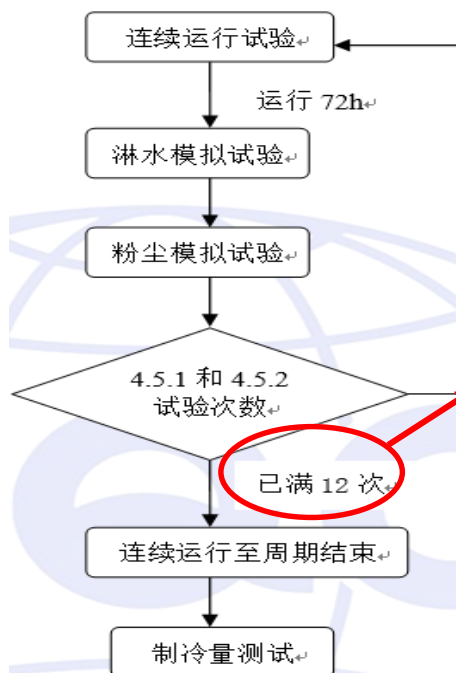 连续运行试验
运行 72h
淋水模拟试验
粉尘模拟试验
4.5.1 和 4.5.2
试验次数
已满 12 次
连续运行至周期结束
制冷量测试